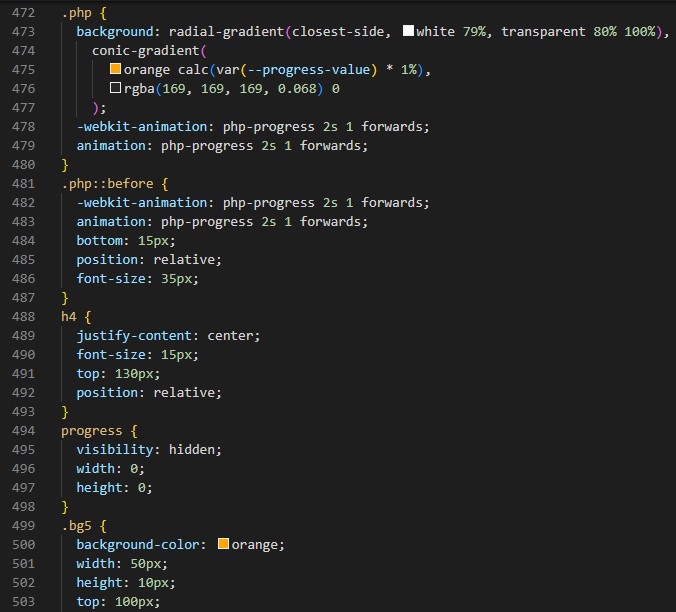 472 .php {
473 background: radial-gradient(closest-side, white 79%, transparent 80% 100%),
474 conic-gradient(
475 orange calc(var(--progress-value) * 1%),
476 rgba(169, 169, 169, 0.068) 0
477 );
478 -webkit-animation: php-progress 2s 1 forwards;
479 animation: php-progress 2s 1 forwards;
480 }
481 .php::before {
482 -webkit-animation: php-progress 2s 1 forwards;
483 animation: php-progress 2s 1 forwards;
484 bottom: 15px;
485 position: relative;
486 font-size: 35px;
487 }
488 h4 {
489 justify-content: center;
490 font-size: 15px;
491 top: 130px;
492 position: relative;
493 }
494 progress {
495 visibility: hidden;
496 width: 0;
497 height: 0;
498 }
499 .bg5 {
500 background-color: orange;
501 width: 50px;
502 height: 10px;
503 top: 100px;